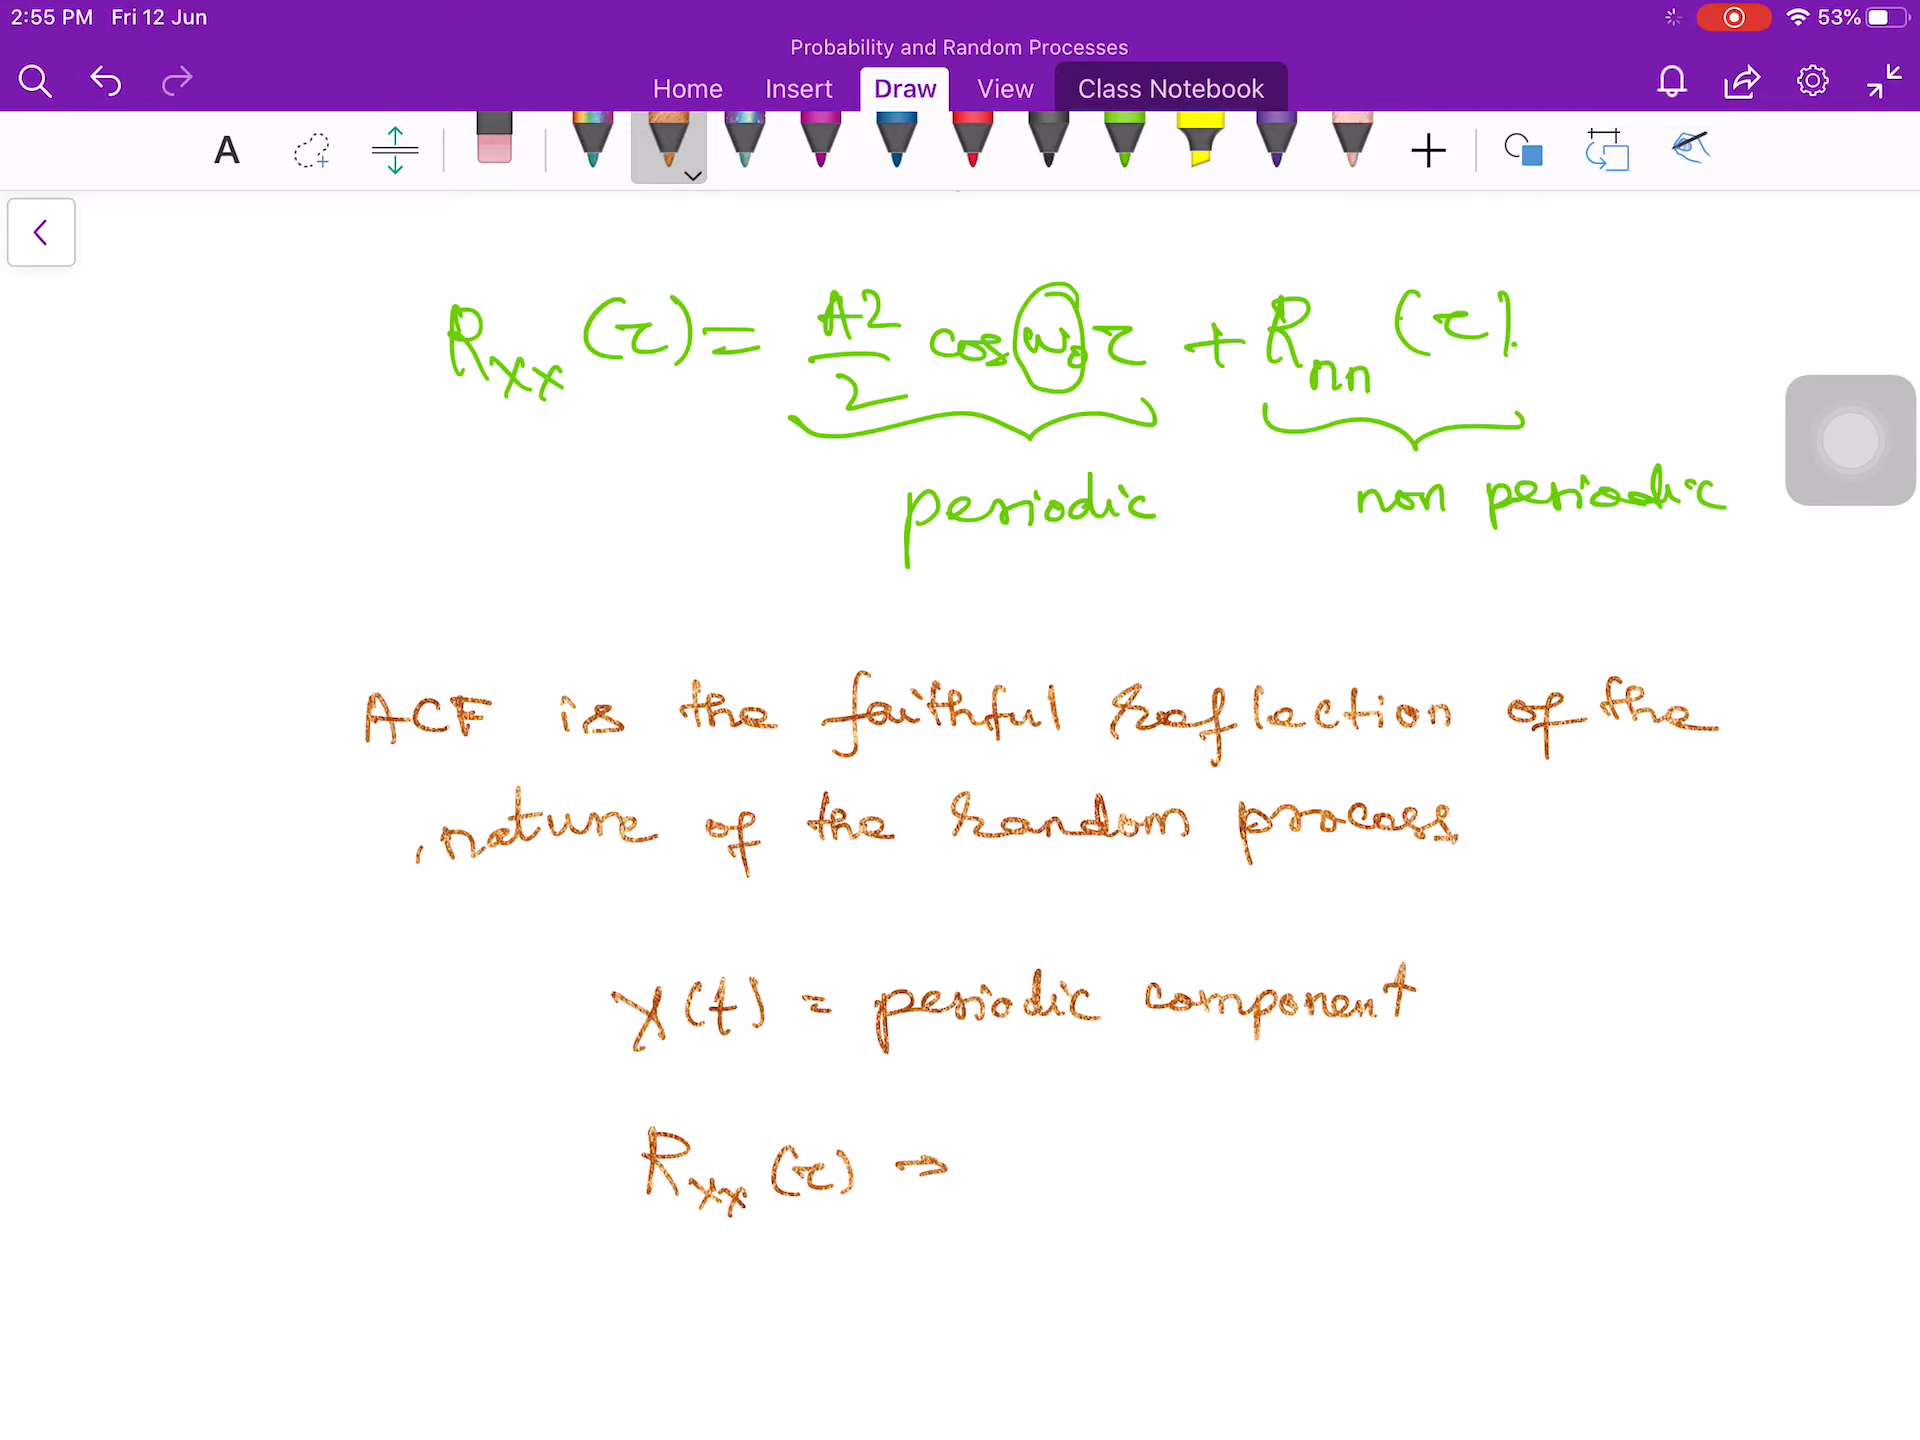 2:55 PM Fri 12 Jun
53%
Probability and Random Processes
Home Insert Draw View Class Notebook
A
Rxx (τ) = A2/2 cos ω₀ τ + Rnn (τ).
periodic
non periodic
ACF is the faithful reflection of the
nature of the random process
X(t) = periodic component
Rxx (τ) →